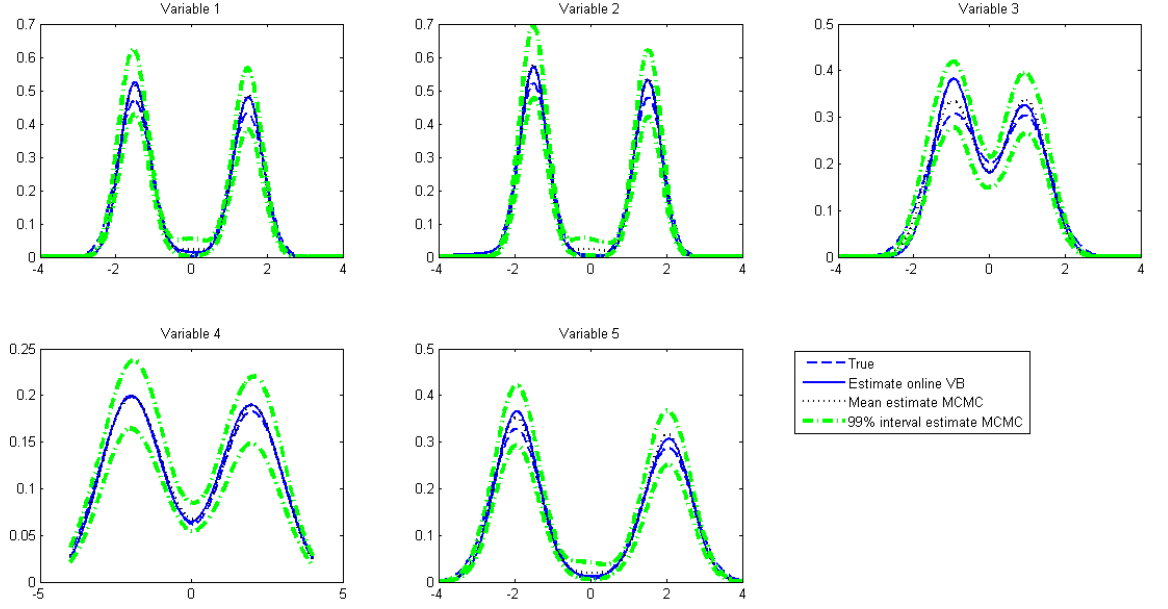 Variable 1
0.7
0.6
0.5
0.4
0.3
0.2
0.1
0
-4 -2 0 2 4
Variable 2
0.7
0.6
0.5
0.4
0.3
0.2
0.1
0
-4 -2 0 2 4
Variable 3
0.5
0.4
0.3
0.2
0.1
0
-4 -2 0 2 4
Variable 4
0.25
0.2
0.15
0.1
0.05
0
-5 0 5
Variable 5
0.5
0.4
0.3
0.2
0.1
0
-4 -2 0 2 4
True
Estimate online VB
Mean estimate MCMC
99% interval estimate MCMC